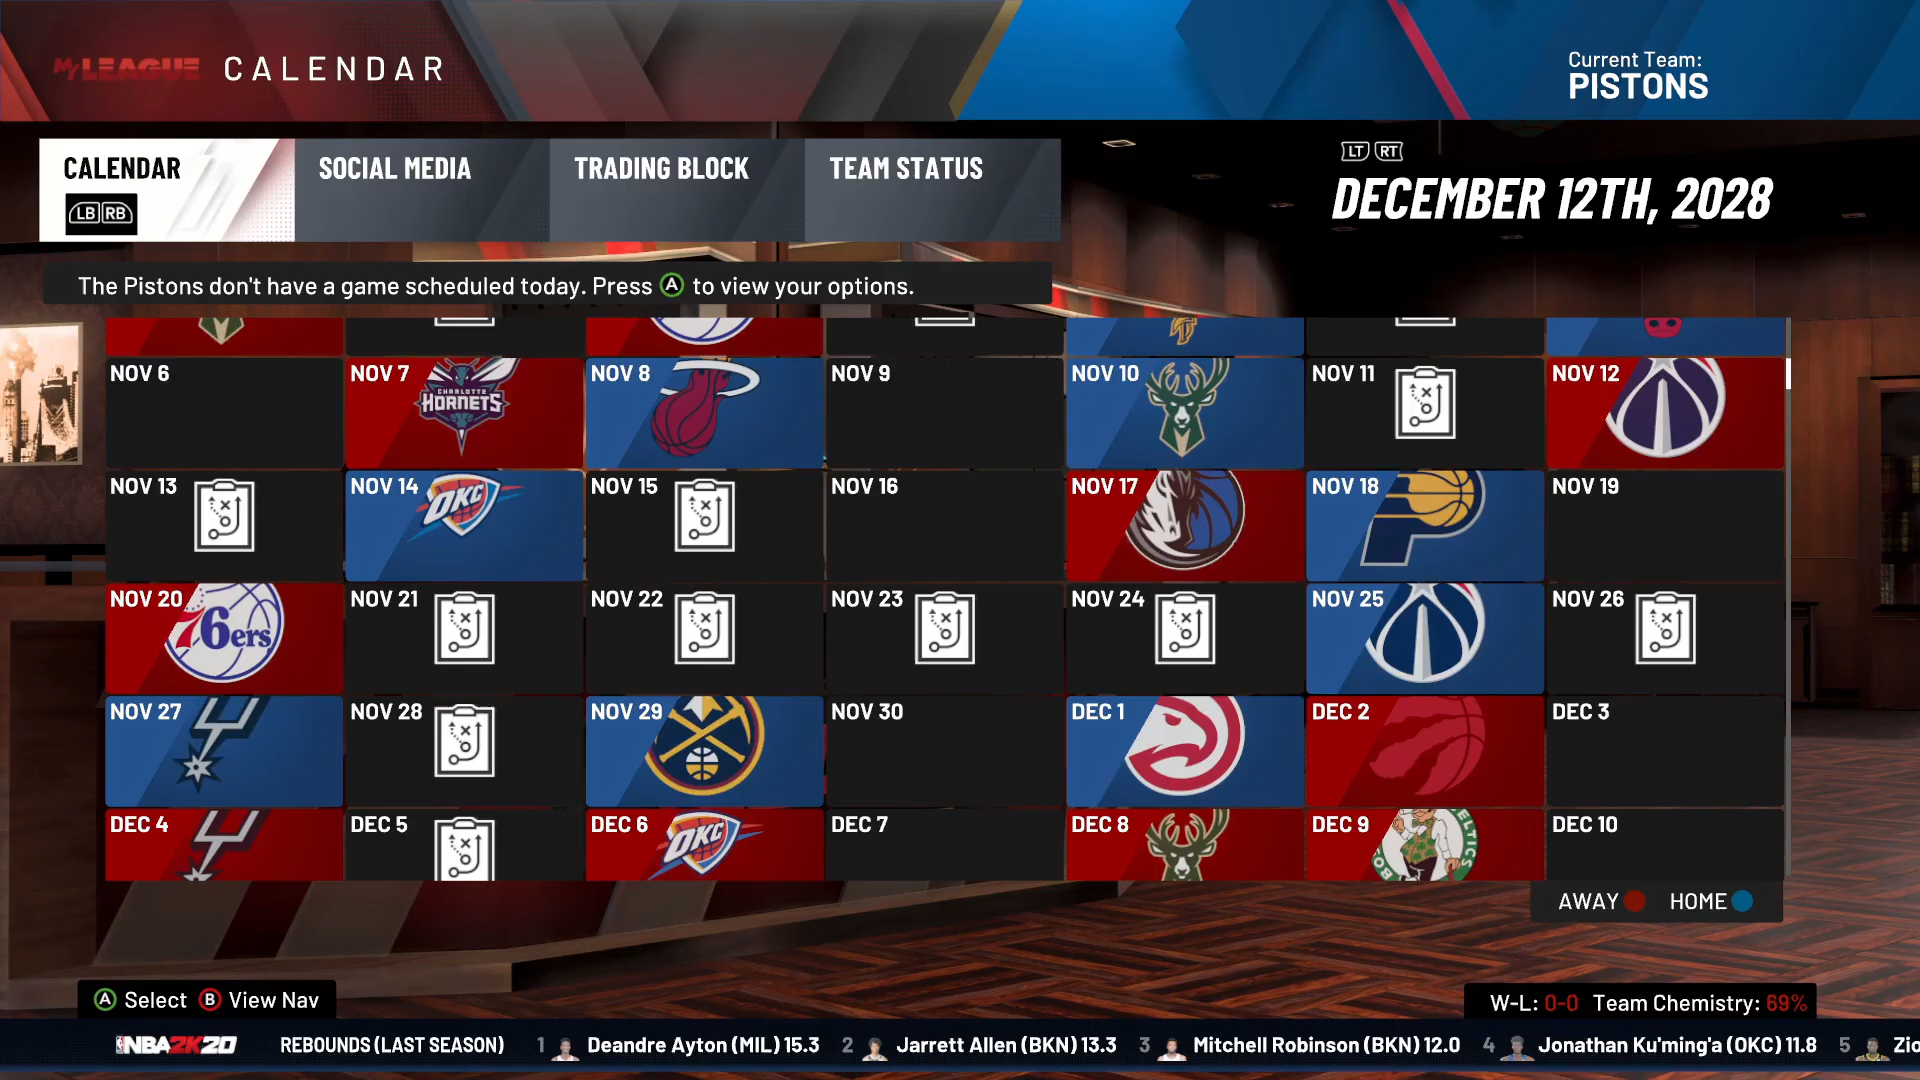 MyLEAGUE CALENDAR
Current Team:
PISTONS
CALENDAR
LB RB
SOCIAL MEDIA
TRADING BLOCK
TEAM STATUS
LT RT
DECEMBER 12TH, 2028
The Pistons don't have a game scheduled today. Press A to view your options.
NOV 6
NOV 7
CHARLOTTE
HORNETS
NOV 8
NOV 9
NOV 10
NOV 11
NOV 12
NOV 13
NOV 14
OKC
NOV 15
NOV 16
NOV 17
NOV 18
NOV 19
NOV 20
76ers
NOV 21
NOV 22
NOV 23
NOV 24
NOV 25
NOV 26
NOV 27
NOV 28
NOV 29
NOV 30
DEC 1
DEC 2
DEC 3
DEC 4
DEC 5
DEC 6
OKC
DEC 7
DEC 8
DEC 9
DEC 10
AWAY
HOME
A Select B View Nav
W-L: 0-0 Team Chemistry: 69%
NBA2K20 REBOUNDS (LAST SEASON) 1 Deandre Ayton (MIL) 15.3 2 Jarrett Allen (BKN) 13.3 3 Mitchell Robinson (BKN) 12.0 4 Jonathan Ku'ming'a (OKC) 11.8 5 Zio